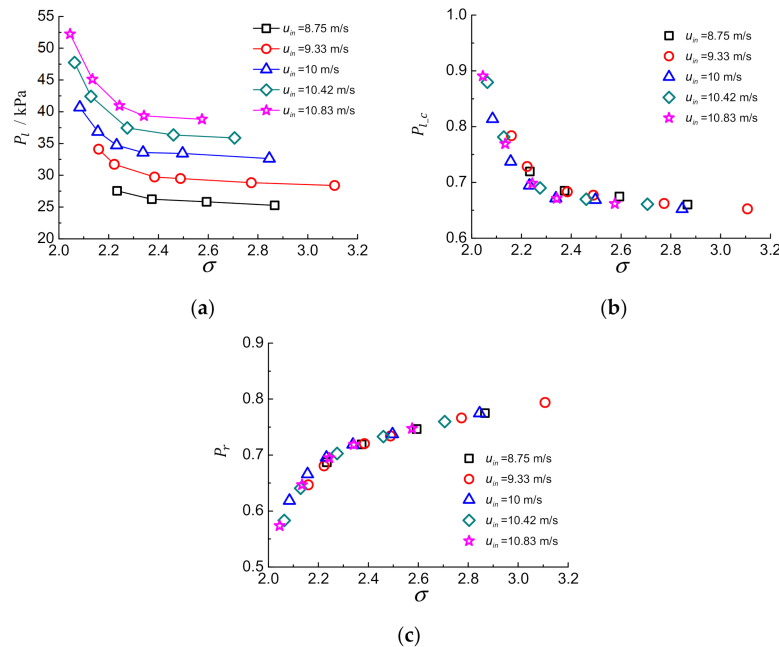 55
50
45
40
35
30
25
20
P_l / kPa
u_in =8.75 m/s
u_in =9.33 m/s
u_in =10 m/s
u_in =10.42 m/s
u_in =10.83 m/s
2.0 2.2 2.4 2.6 2.8 3.0 3.2
σ
(a)
1.0
0.9
0.8
0.7
0.6
P_l_c
u_in =8.75 m/s
u_in =9.33 m/s
u_in =10 m/s
u_in =10.42 m/s
u_in =10.83 m/s
2.0 2.2 2.4 2.6 2.8 3.0 3.2
σ
(b)
0.9
0.8
0.7
0.6
0.5
P_r
u_in =8.75 m/s
u_in =9.33 m/s
u_in =10 m/s
u_in =10.42 m/s
u_in =10.83 m/s
2.0 2.2 2.4 2.6 2.8 3.0 3.2
σ
(c)